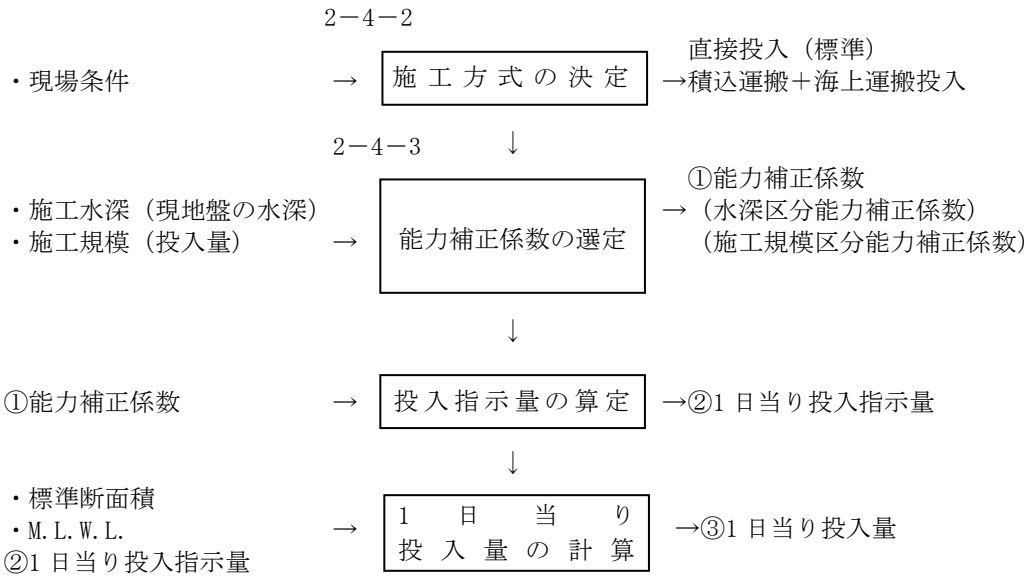 2－4－2
・現場条件 → 施工方式の決定 直接投入（標準）
→積込運搬＋海上運搬投入
↓
2－4－3
・施工水深（現地盤の水深）
・施工規模（投入量） → 能力補正係数の選定 ①能力補正係数
→（水深区分能力補正係数）
（施工規模区分能力補正係数）
↓
①能力補正係数 → 投入指示量の算定 →②1日当り投入指示量
↓
・標準断面積
・M.L.W.L.
②1日当り投入指示量 → 1日当り
投入量の計算 →③1日当り投入量